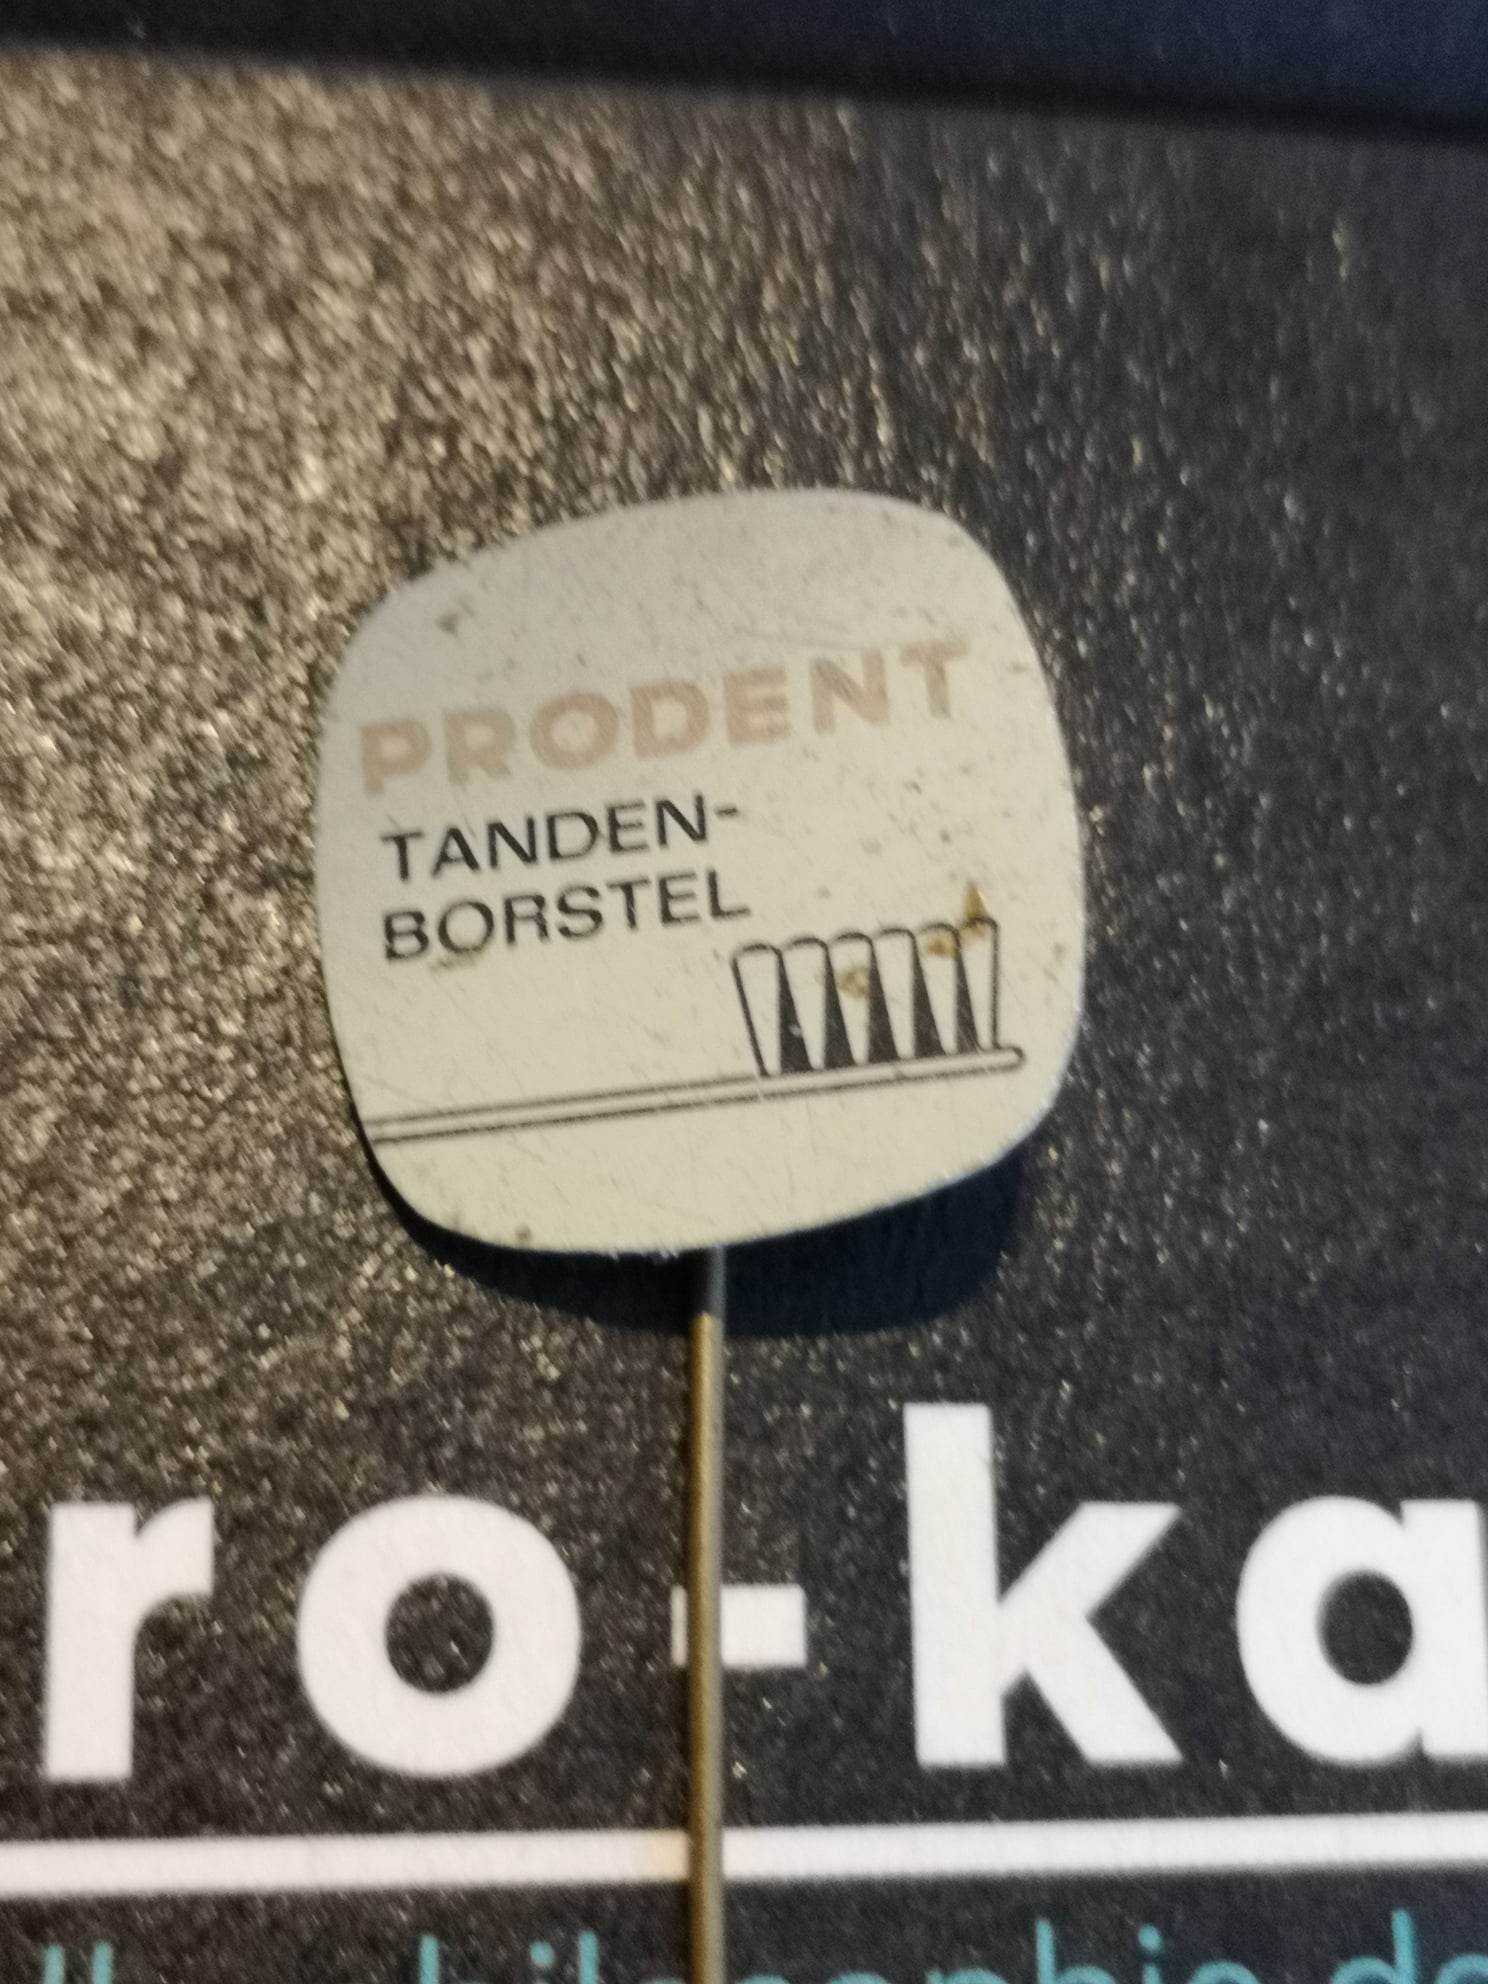 PRODENT
TANDEN-
BORSTEL
ro-ka